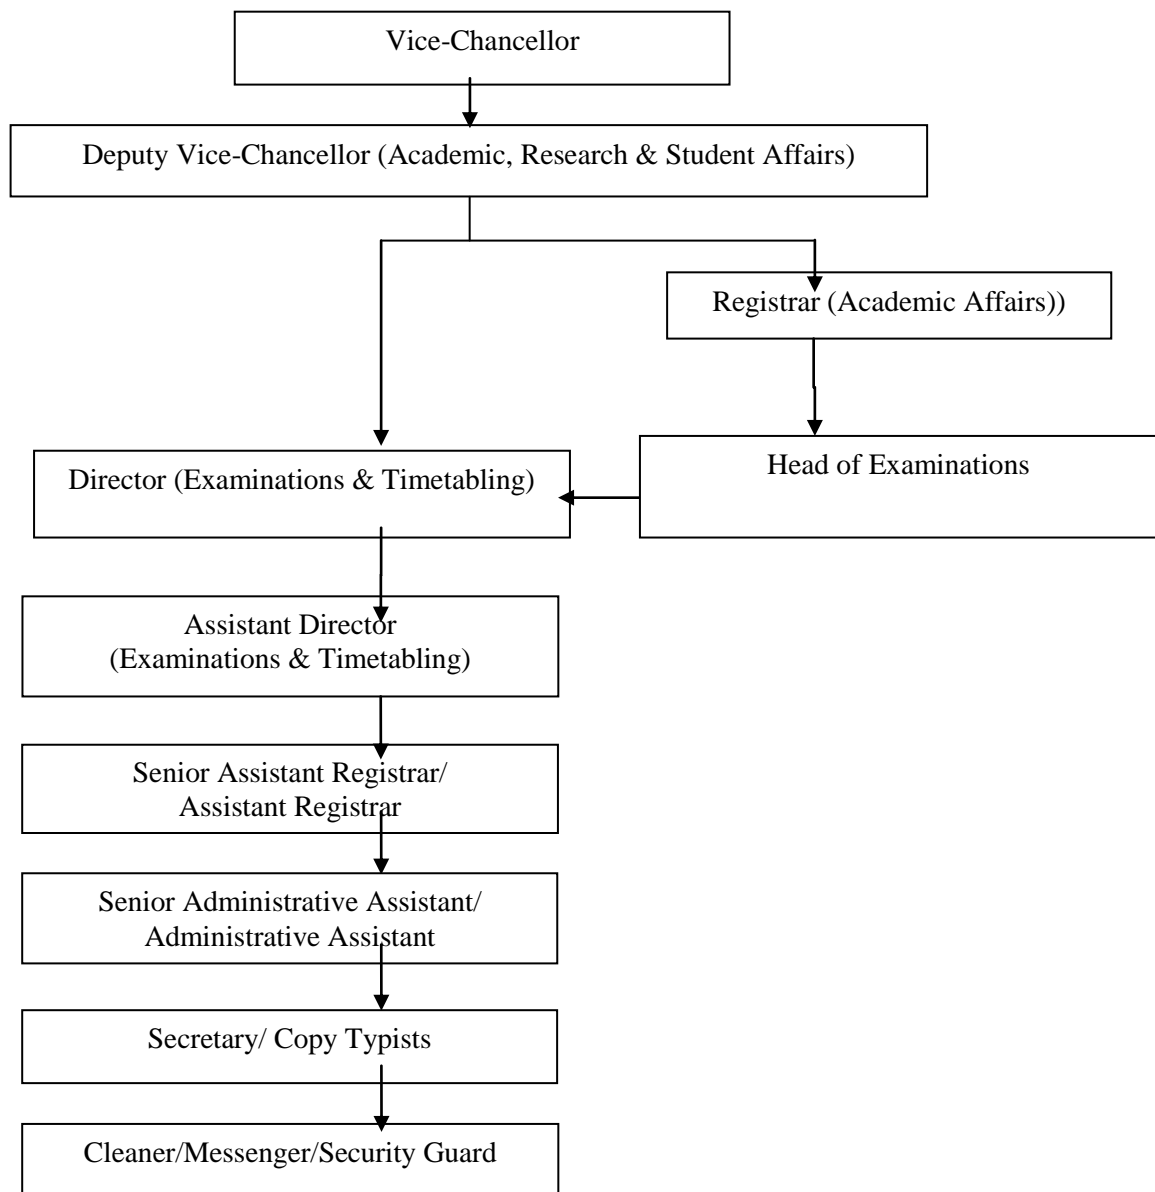 Vice-Chancellor
Deputy Vice-Chancellor (Academic, Research & Student Affairs)
Registrar (Academic Affairs))
Director (Examinations & Timetabling)
Head of Examinations
Assistant Director
(Examinations & Timetabling)
Senior Assistant Registrar/
Assistant Registrar
Senior Administrative Assistant/
Administrative Assistant
Secretary/ Copy Typists
Cleaner/Messenger/Security Guard